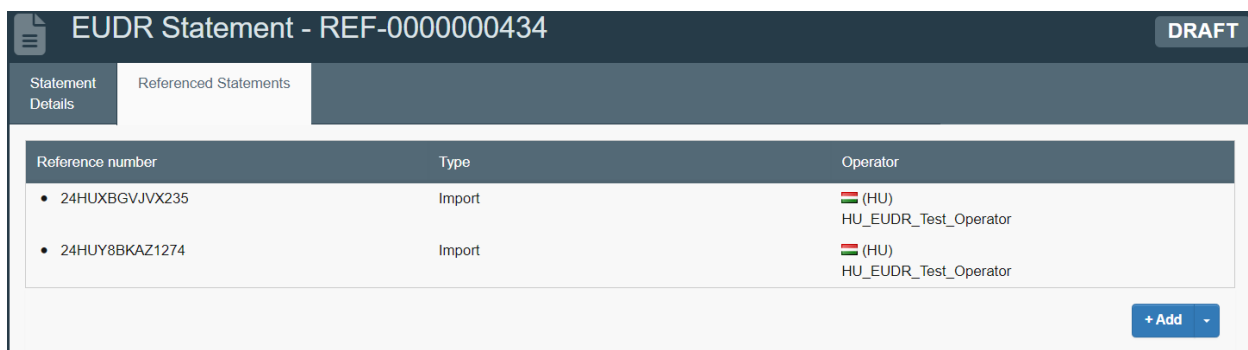 EUDR Statement - REF-0000000434
DRAFT
Statement
Details
Referenced Statements
Reference number Type Operator
• 24HUXBGVJVX235 Import (HU)
HU_EUDR_Test_Operator
• 24HUY8BKAZ1274 Import (HU)
HU_EUDR_Test_Operator
+ Add